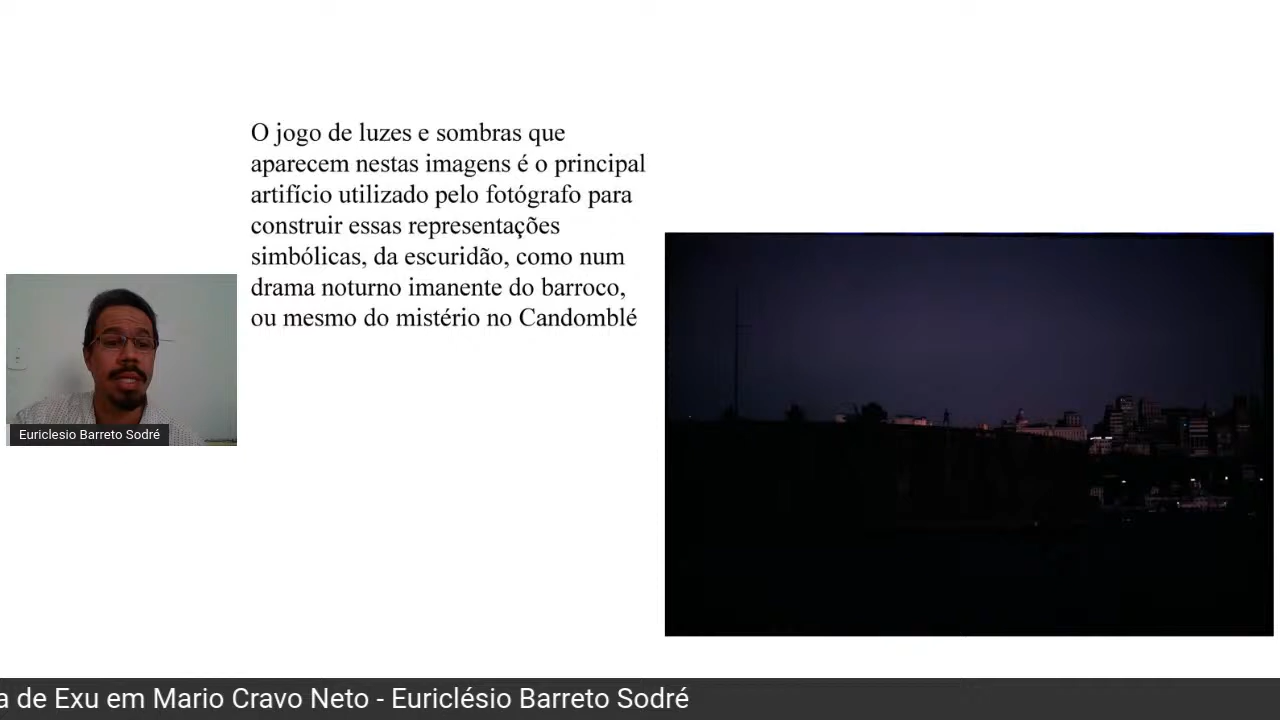 O jogo de luzes e sombras que
aparecem nestas imagens é o principal
artifício utilizado pelo fotógrafo para
construir essas representações
simbólicas, da escuridão, como num
drama noturno imanente do barroco,
ou mesmo do mistério no Candomblé
Euriclesio Barreto Sodré
a de Exu em Mario Cravo Neto - Euriclésio Barreto Sodré